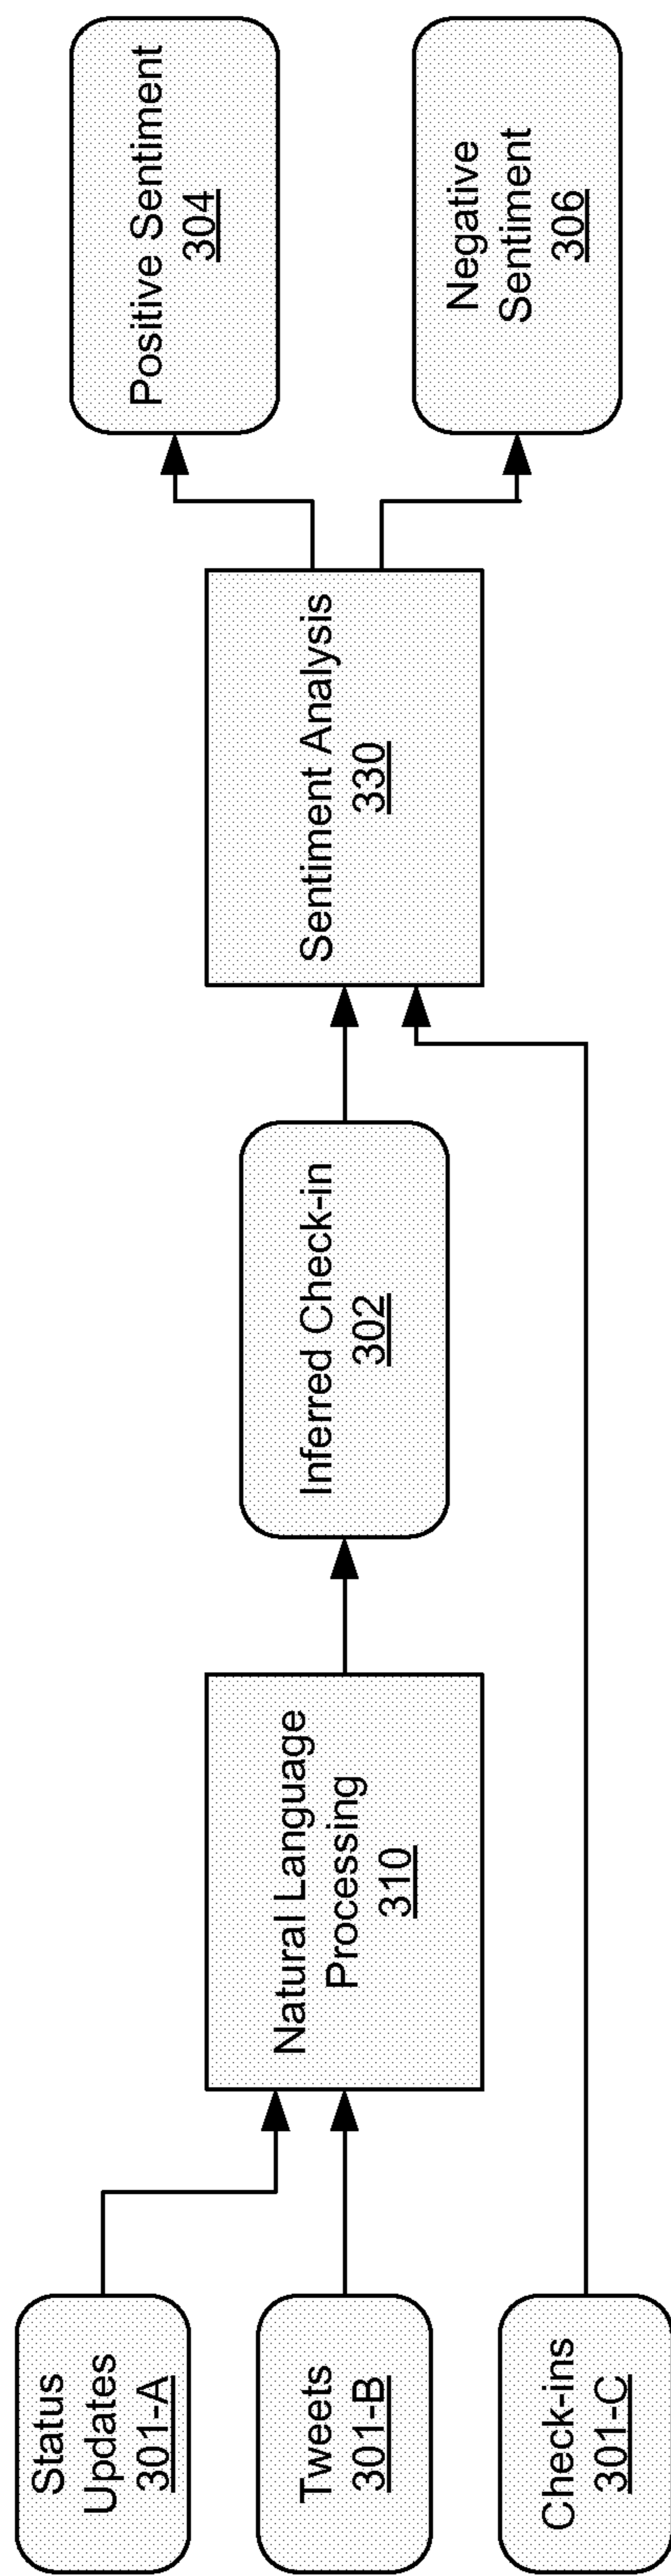 Status
Updates
301-A
Tweets
301-B
Check-ins
301-C
Natural Language
Processing
310
Inferred Check-in
302
Sentiment Analysis
330
Positive Sentiment
304
Negative
Sentiment
306